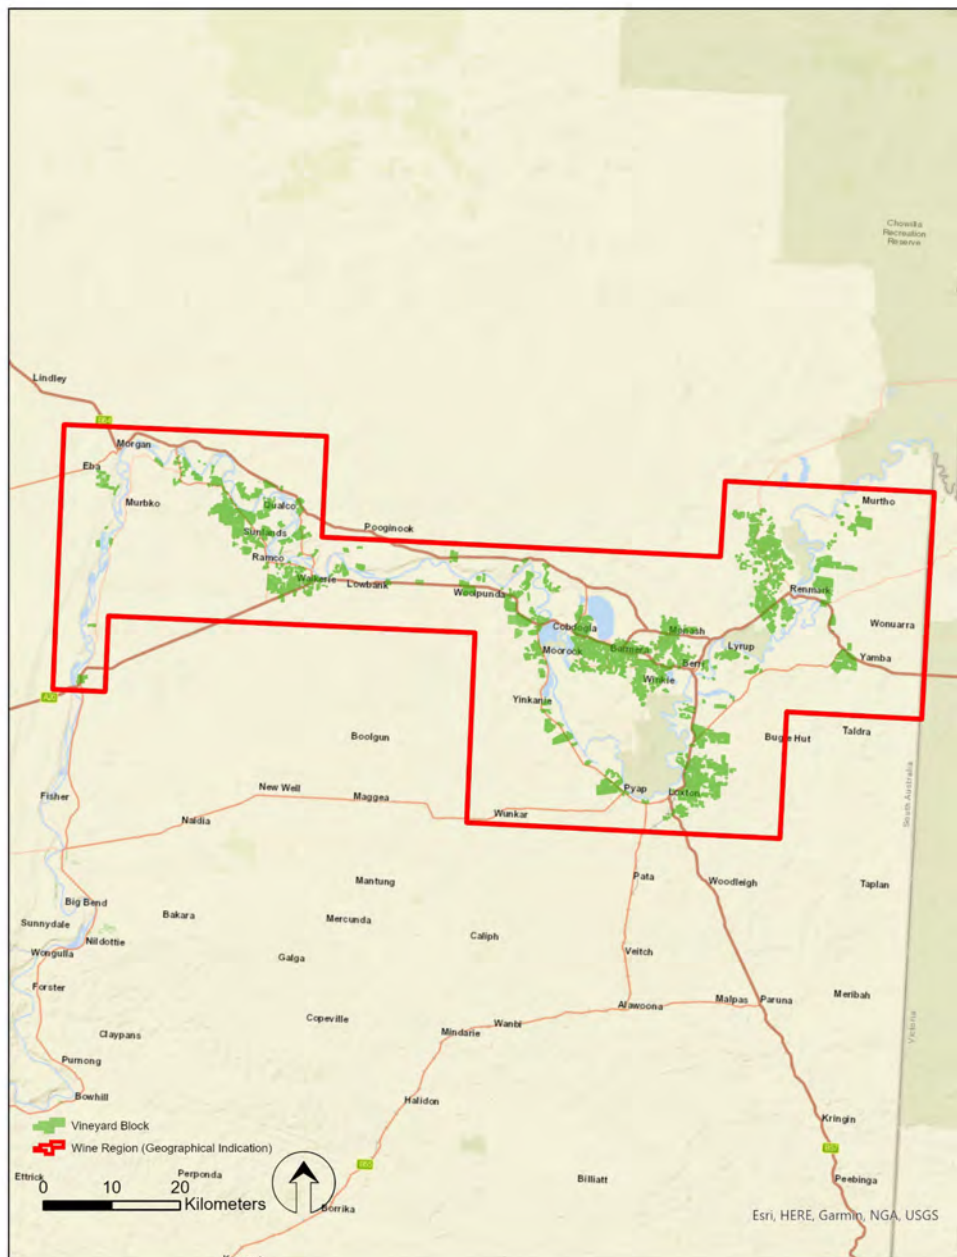 Chowilla
Recreation
Reserve
Lindley
Morgan
Eba
Murbko
Qualco
Sunlands
Ramco
Waikerie
Lowbank
Pooginook
Woolpunda
Cobdogla
Moorook
Barmera
Monash
Berri
Winkie
Lyrup
Renmark
Murtho
Wonuarra
Yamba
Yinkanie
Taldra
Bugle Hut
Boolgun
Pyap
Loxton
New Well
Maggea
Wunkar
Fisher
Naidia
South Australia
Pata
Woodleigh
Taplan
Mantung
Big Bend
Bakara
Mercunda
Sunnydale
Nildottie
Caliph
Wongulla
Galga
Veitch
Forster
Meribah
Malpas
Paruna
Alawoona
Copeville
Wanbi
Claypans
Mindarie
Victoria
Purnong
Bowhill
Halidon
Kringin
Vineyard Block
Wine Region (Geographical Indication)
Ettrick
Perponda
Billiatt
Peebinga
0 10 20
Kilometers
Borrika
Esri, HERE, Garmin, NGA, USGS